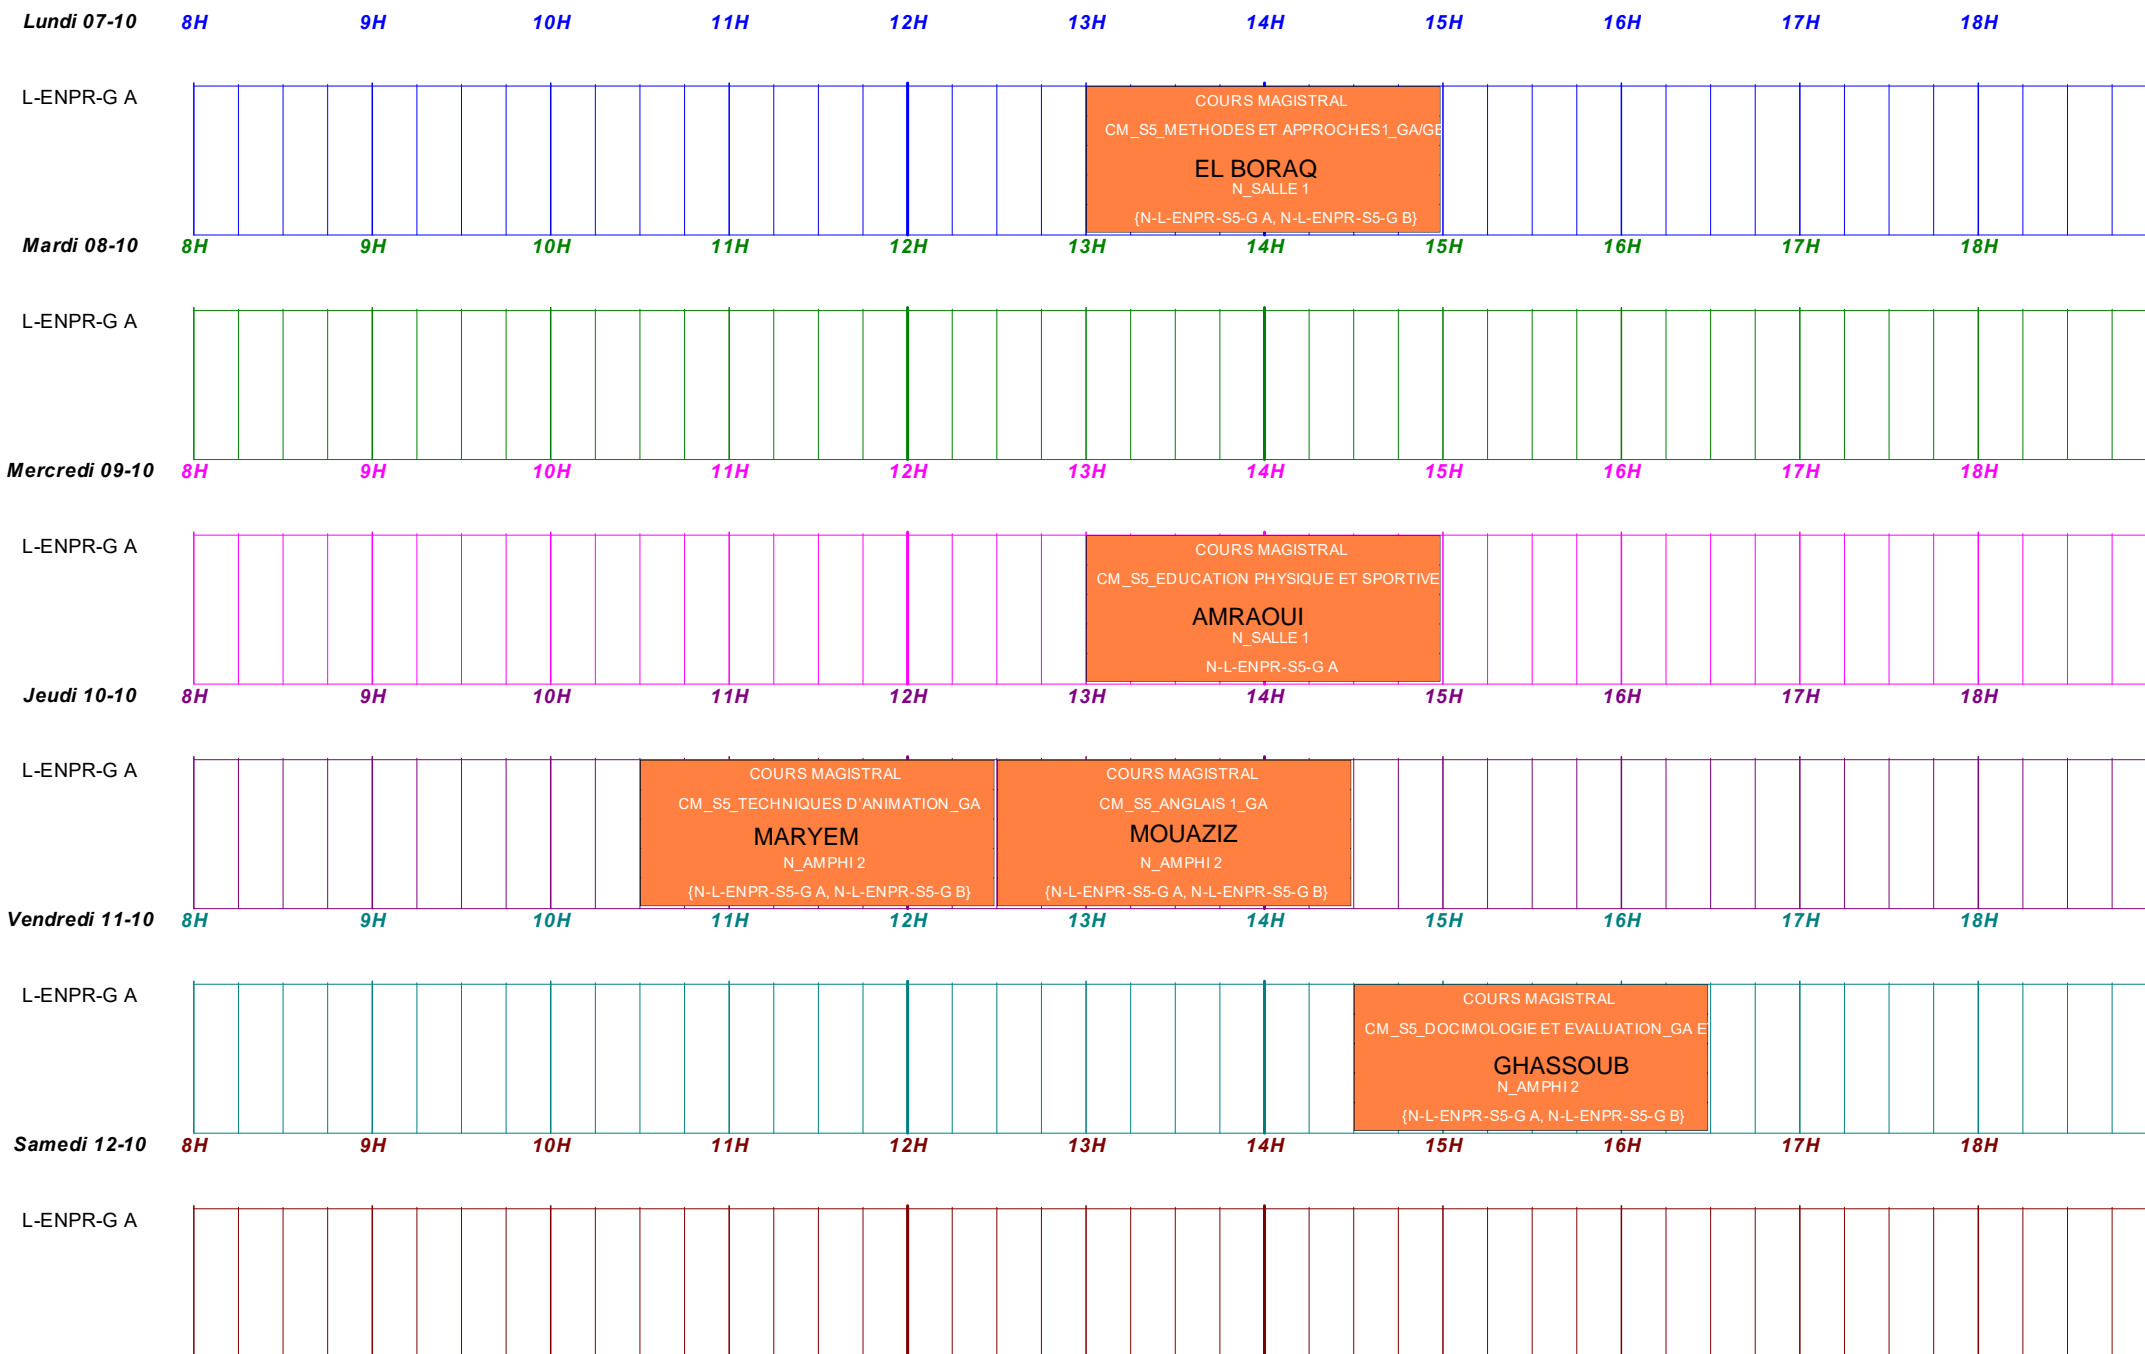 Lundi 07-10 8H 9H 10H 11H 12H 13H 14H 15H 16H 17H 18H
L-ENPR-G A
COURS MAGISTRAL
CM_S5_METHODES ET APPROCHES1_GA/GE
EL BORAQ
N_SALLE 1
{N-L-ENPR-S5-G A, N-L-ENPR-S5-G B}
Mardi 08-10 8H 9H 10H 11H 12H 13H 14H 15H 16H 17H 18H
L-ENPR-G A
Mercredi 09-10 8H 9H 10H 11H 12H 13H 14H 15H 16H 17H 18H
L-ENPR-G A
COURS MAGISTRAL
CM_S5_EDUCATION PHYSIQUE ET SPORTIVE
AMRAOUI
N_SALLE 1
N-L-ENPR-S5-G A
Jeudi 10-10 8H 9H 10H 11H 12H 13H 14H 15H 16H 17H 18H
L-ENPR-G A
COURS MAGISTRAL
CM_S5_TECHNIQUES D'ANIMATION_GA
MARYEM
N_AMPHI 2
{N-L-ENPR-S5-G A, N-L-ENPR-S5-G B}
COURS MAGISTRAL
CM_S5_ANGLAIS 1_GA
MOUAZIZ
N_AMPHI 2
{N-L-ENPR-S5-G A, N-L-ENPR-S5-G B}
Vendredi 11-10 8H 9H 10H 11H 12H 13H 14H 15H 16H 17H 18H
L-ENPR-G A
COURS MAGISTRAL
CM_S5_DOCIMOLOGIE ET EVALUATION_GA ET
GHASSOUB
N_AMPHI 2
{N-L-ENPR-S5-G A, N-L-ENPR-S5-G B}
Samedi 12-10 8H 9H 10H 11H 12H 13H 14H 15H 16H 17H 18H
L-ENPR-G A